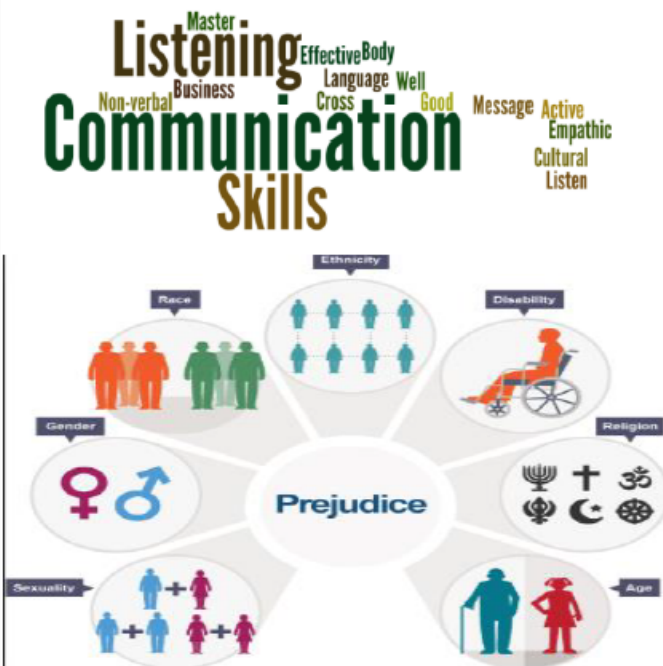 Master
Listening Effective Body
Language Well
Business
Non-verbal Cross Good Message Active
Communication Empathic
Cultural
Skills Listen
Ethnicity
Race Disability
Gender Religion
Prejudice
Sexuality Age